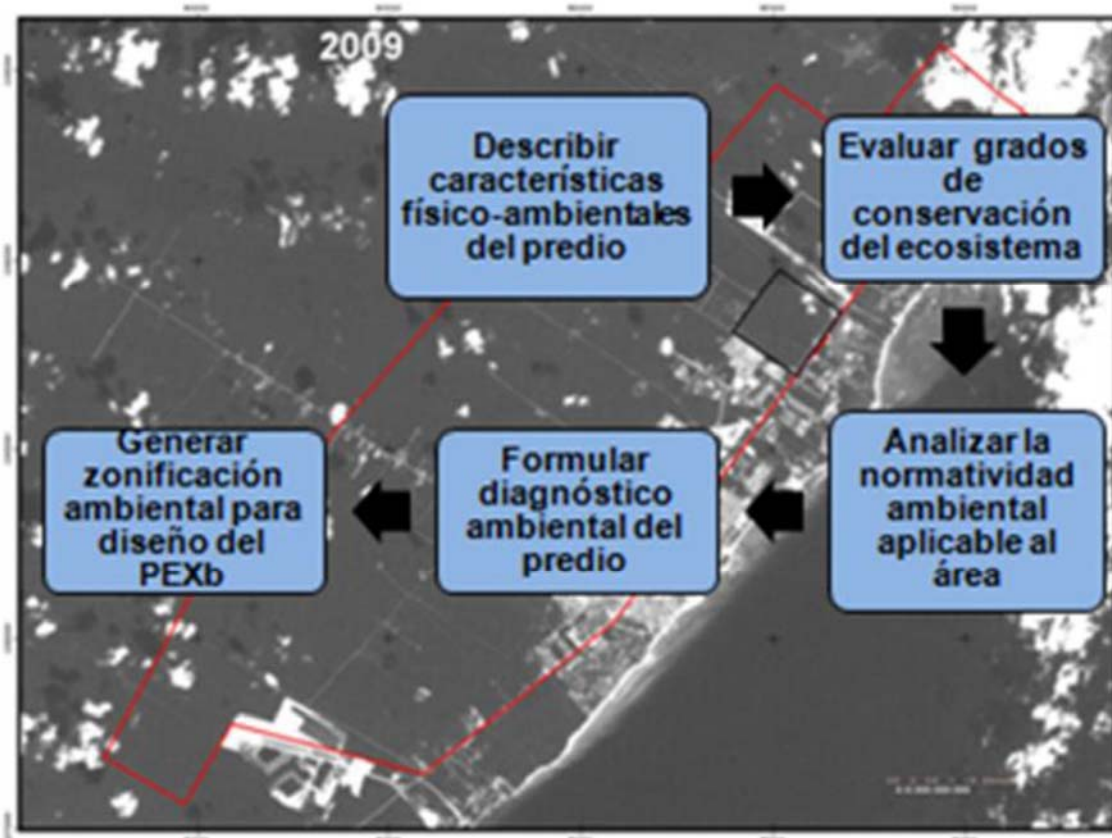 2009
Describir
características
físico-ambientales
del predio
Evaluar grados
de
conservación
del ecosistema
Analizar la
normatividad
ambiental
aplicable al
área
Formular
diagnóstico
ambiental del
predio
Generar
zonificación
ambiental para
diseño del
PEXb